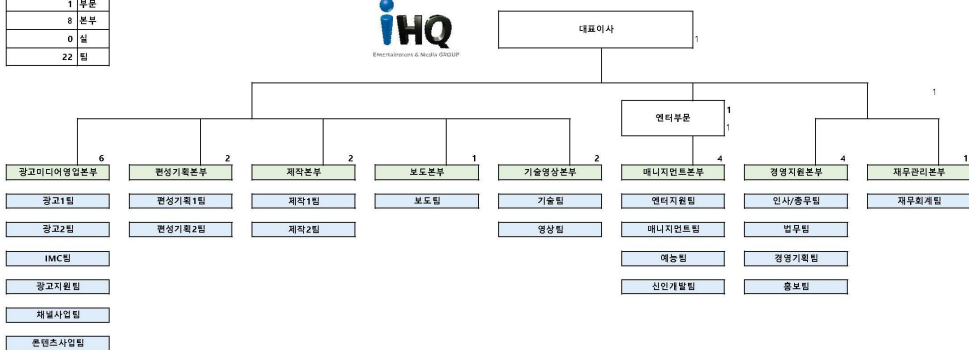 1 부문
8 본부
0 실
22 팀
iHQ
Entertainment & Media GROUP
대표이사
1
1
엔터부문
1
1
6
2
2
1
2
4
4
1
광고미디어영업본부
편성기획본부
제작본부
보도본부
기술영상본부
매니지먼트본부
경영지원본부
재무관리본부
광고1팀
편성기획1팀
제작1팀
보도팀
기술팀
엔터지원팀
인사/총무팀
재무회계팀
광고2팀
편성기획2팀
제작2팀
영상팀
매니지먼트팀
법무팀
IMC팀
예능팀
경영기획팀
광고지원팀
신인개발팀
홍보팀
채널사업팀
콘텐츠사업팀